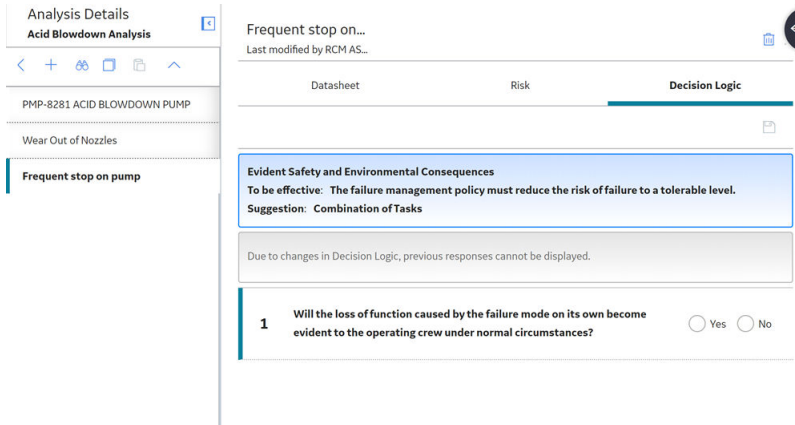 Analysis Details
Acid Blowdown Analysis
PMP-8281 ACID BLOWDOWN PUMP
Wear Out of Nozzles
Frequent stop on pump
Frequent stop on...
Last modified by RCM AS...
Datasheet Risk Decision Logic
Evident Safety and Environmental Consequences
To be effective: The failure management policy must reduce the risk of failure to a tolerable level.
Suggestion: Combination of Tasks
Due to changes in Decision Logic, previous responses cannot be displayed.
1 Will the loss of function caused by the failure mode on its own become
evident to the operating crew under normal circumstances? Yes No